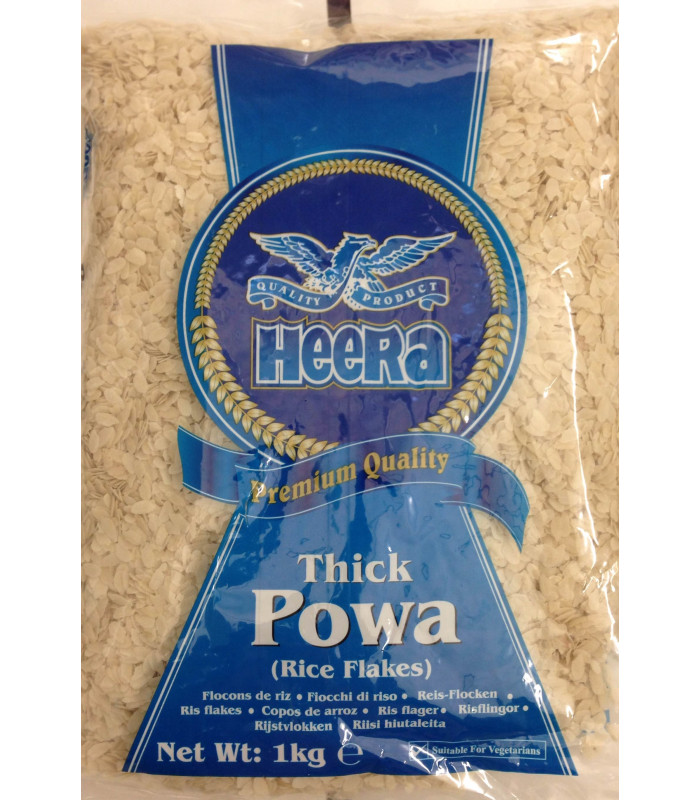 QUALITY PRODUCT
HEERA
Premium Quality
Thick
Powa
(Rice Flakes)
Flocons de riz • Fiocchi di riso • Reis-Flocken •
Ris flakes • Copos de arroz • Ris flager • Risflingor •
Rijstvlokken • Riisi hiutaleita
Net Wt: 1kg ℮
Suitable For Vegetarians